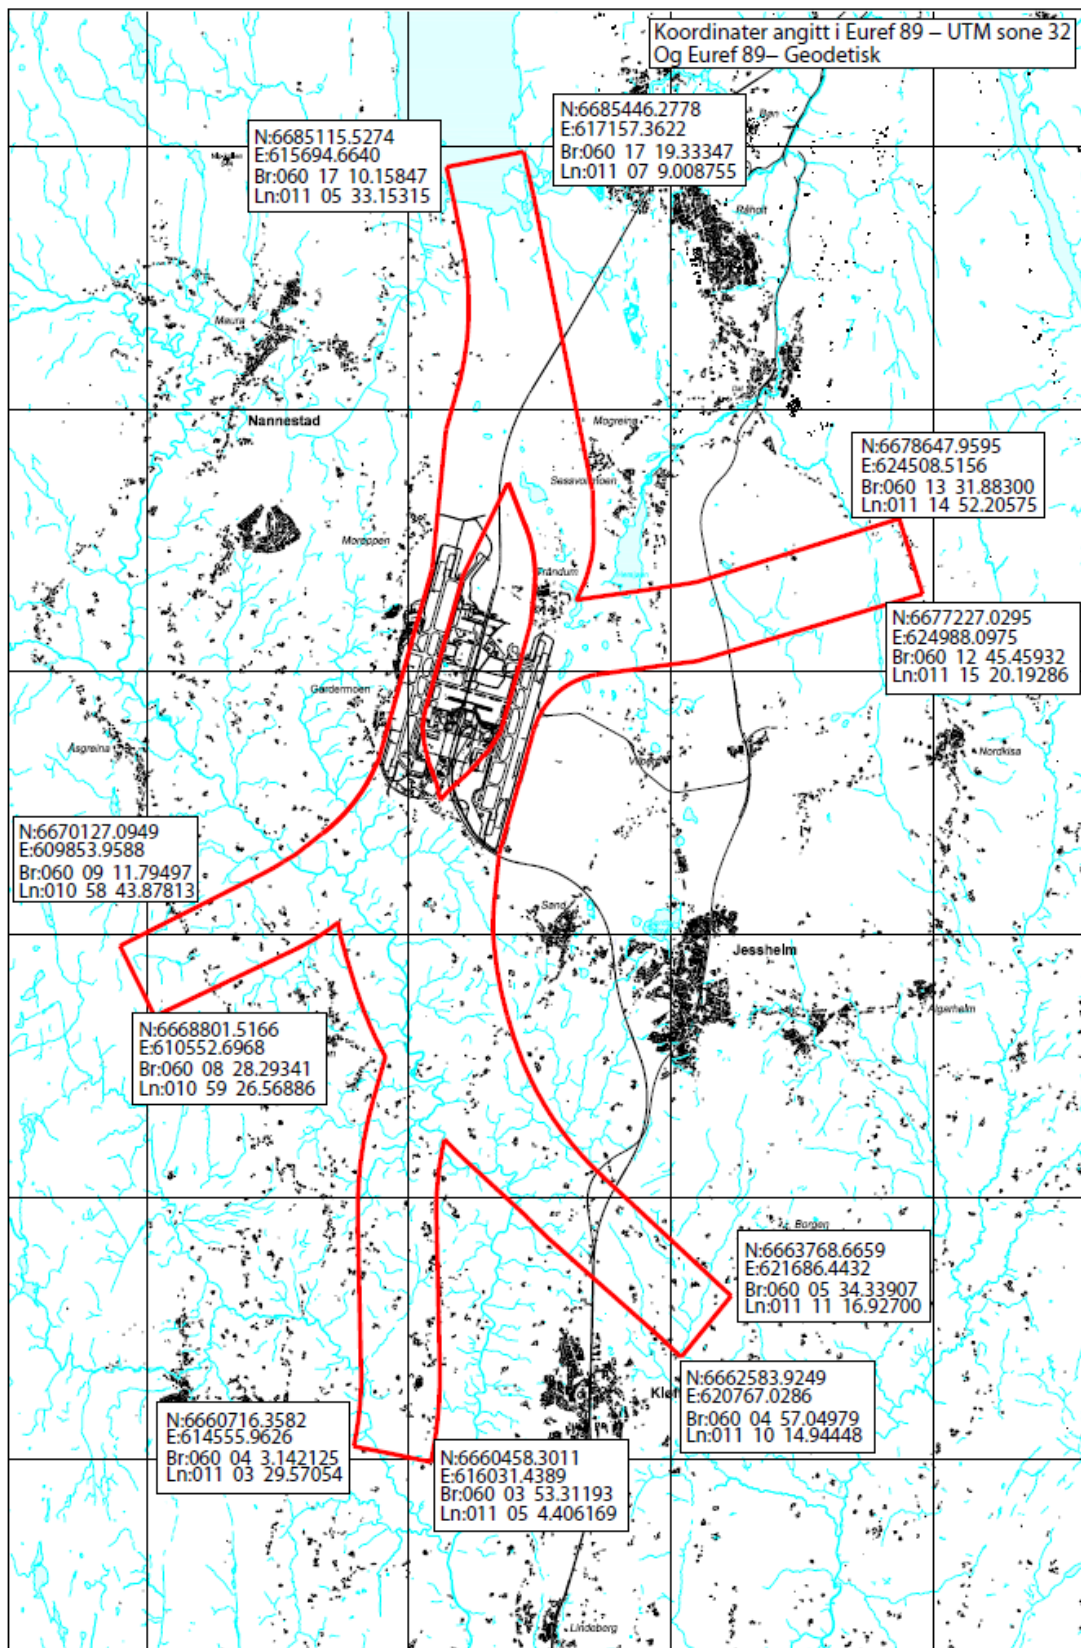 Koordinater angitt i Euref 89 – UTM sone 32
Og Euref 89– Geodetisk
N:6685446.2778
E:617157.3622
Br:060 17 19.33347
Ln:011 07 9.008755
N:6685115.5274
E:615694.6640
Br:060 17 10.15847
Ln:011 05 33.15315
Råholt
Maura
Nannestad
Mogreina
N:6678647.9595
E:624508.5156
Br:060 13 31.88300
Ln:011 14 52.20575
Moreppen
Trandum
N:6677227.0295
E:624988.0975
Br:060 12 45.45932
Ln:011 15 20.19286
Gardermoen
Åsgreina
Nordkisa
N:6670127.0949
E:609853.9588
Br:060 09 11.79497
Ln:010 58 43.87813
Sand
Jessheim
Algarheim
N:6668801.5166
E:610552.6968
Br:060 08 28.29341
Ln:010 59 26.56886
Borgen
N:6663768.6659
E:621686.4432
Br:060 05 34.33907
Ln:011 11 16.92700
N:6662583.9249
E:620767.0286
Br:060 04 57.04979
Ln:011 10 14.94448
Kløf
N:6660716.3582
E:614555.9626
Br:060 04 3.142125
Ln:011 03 29.57054
N:6660458.3011
E:616031.4389
Br:060 03 53.31193
Ln:011 05 4.406169
Lindeberg